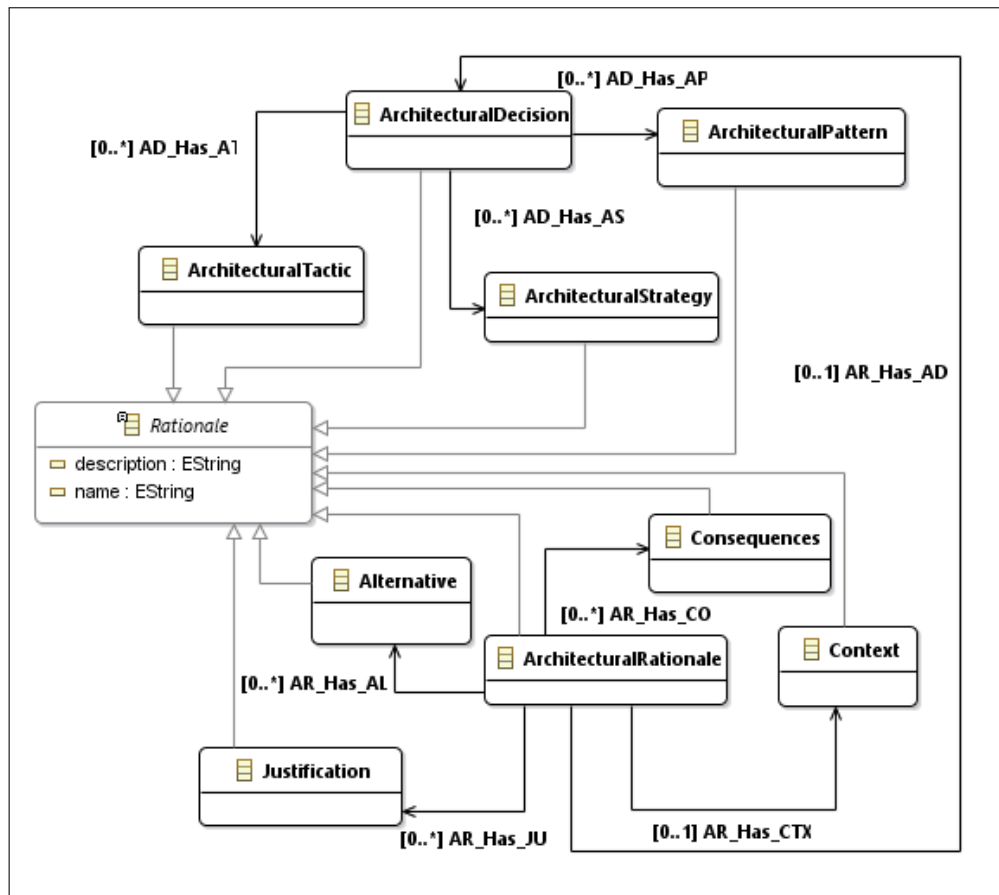 [0..*] AD_Has_AP
ArchitecturalDecision
ArchitecturalPattern
[0..*] AD_Has_AT
[0..*] AD_Has_AS
ArchitecturalTactic
ArchitecturalStrategy
[0..1] AR_Has_AD
Rationale
description : EString
name : EString
Consequences
Alternative
[0..*] AR_Has_CO
Context
ArchitecturalRationale
[0..*] AR_Has_AL
Justification
[0..*] AR_Has_JU
[0..1] AR_Has_CTX